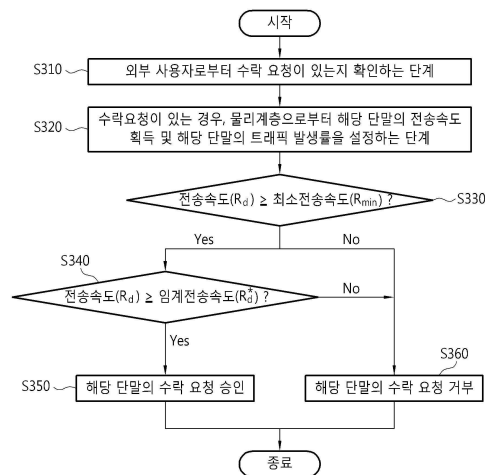 시작
S310
외부 사용자로부터 수락 요청이 있는지 확인하는 단계
S320
수락요청이 있는 경우, 물리계층으로부터 해당 단말의 전송속도
획득 및 해당 단말의 트래픽 발생률을 설정하는 단계
전송속도(R_d) ≥ 최소전송속도(R_min) ?
S330
Yes
No
S340
전송속도(R_d) ≥ 임계전송속도(R_d^*) ?
No
Yes
S360
S350
해당 단말의 수락 요청 승인
해당 단말의 수락 요청 거부
종료